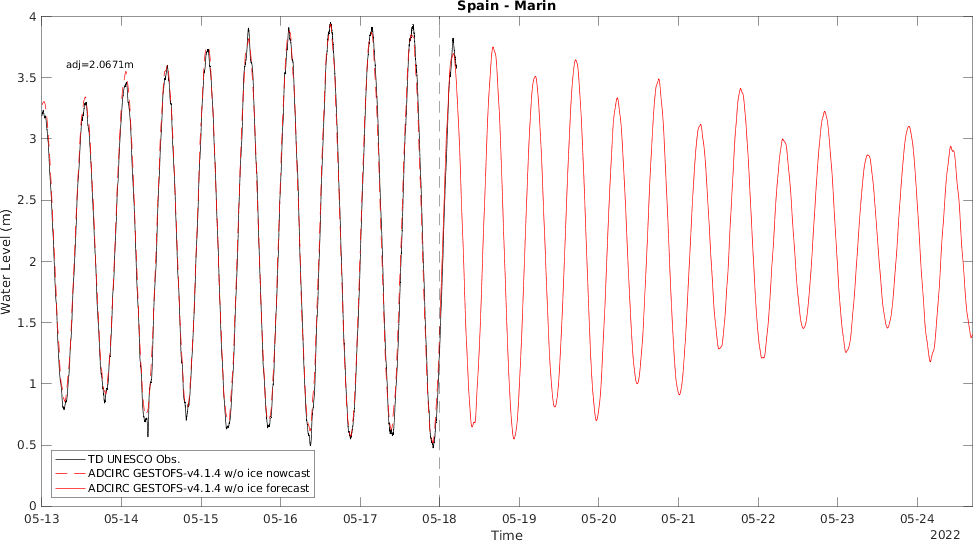 Spain - Marin
4
3.5
3
2.5
2
1.5
1
0.5
0
Water Level (m)
adj=2.0671m
TD UNESCO Obs.
ADCIRC GESTOFS-v4.1.4 w/o ice nowcast
ADCIRC GESTOFS-v4.1.4 w/o ice forecast
05-13 05-14 05-15 05-16 05-17 05-18 05-19 05-20 05-21 05-22 05-23 05-24
Time
2022